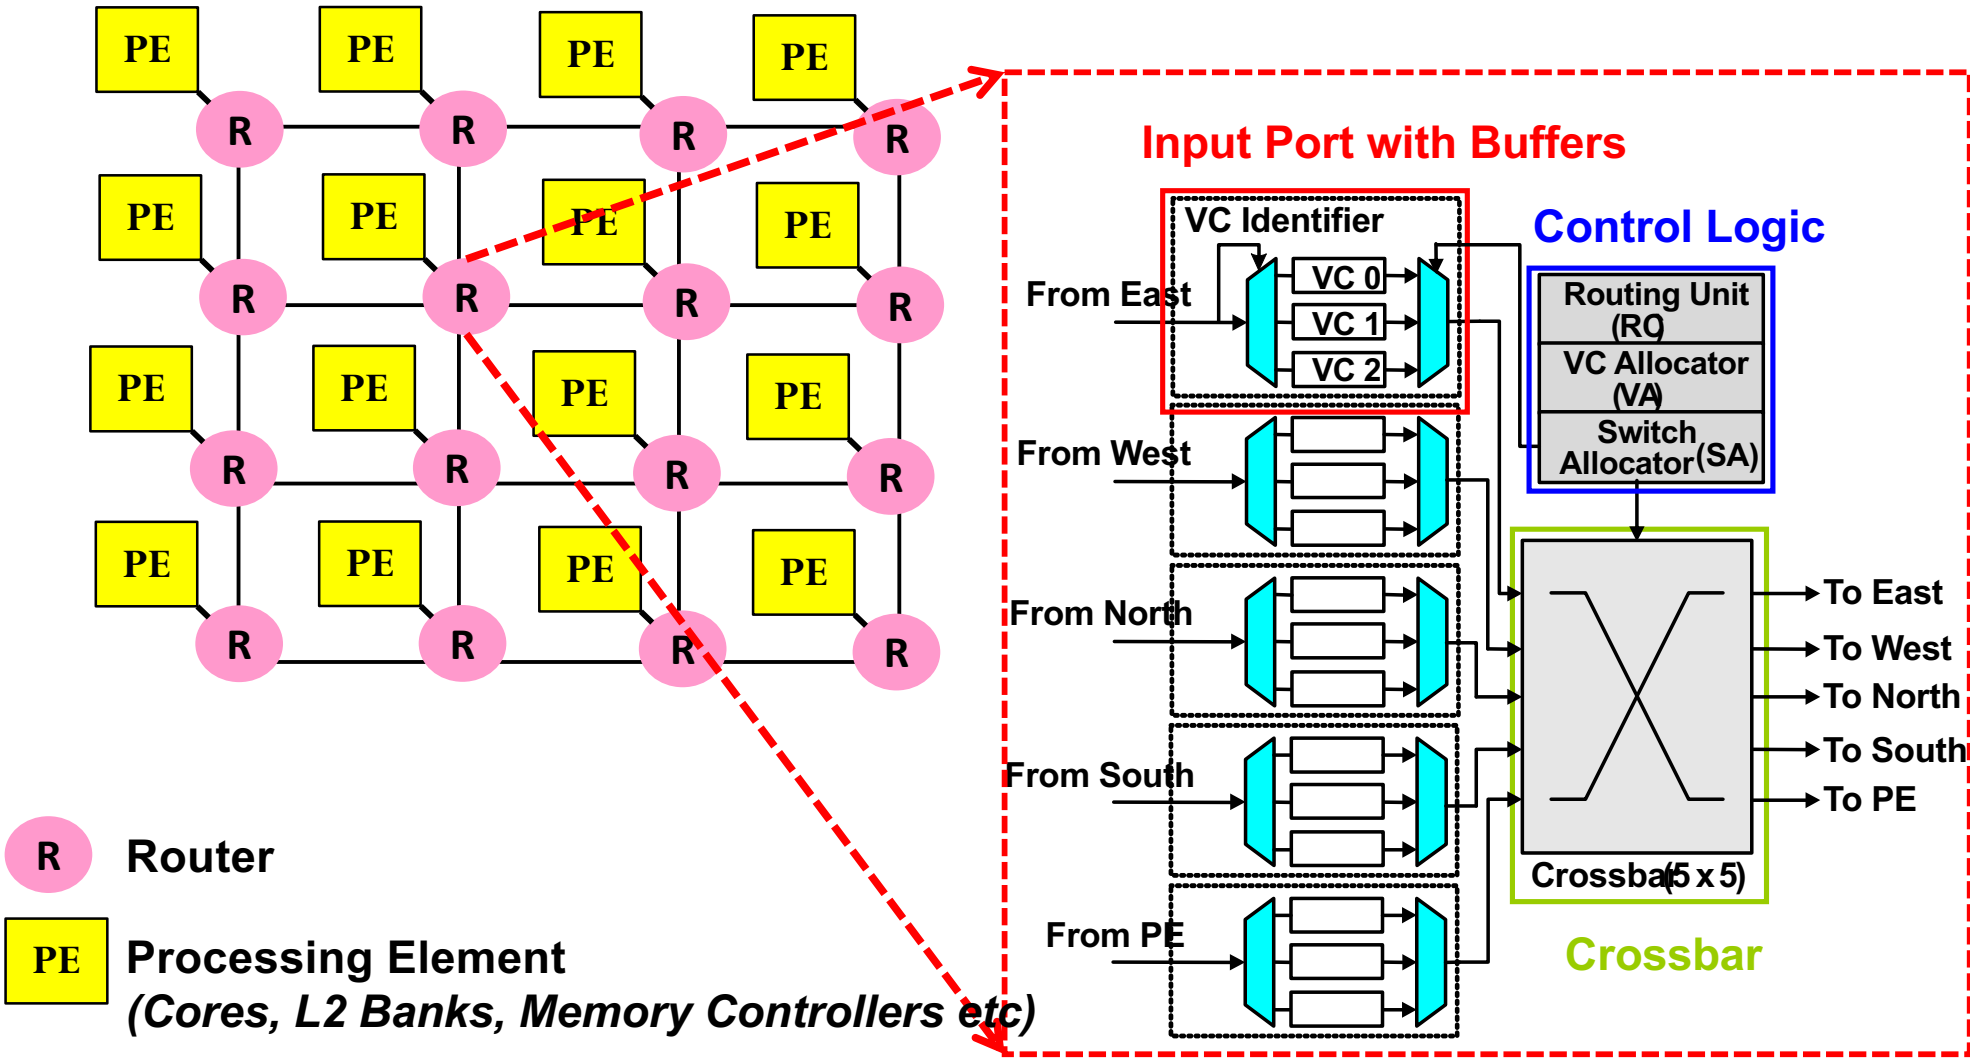 PE PE PE PE
R R R R
PE PE PE PE
R R R R
PE PE PE PE
R R R R
PE PE PE PE
R R R R
R Router
PE Processing Element
(Cores, L2 Banks, Memory Controllers etc)
Input Port with Buffers
VC Identifier
From East
VC 0
VC 1
VC 2
From West
From North
From South
From PE
Control Logic
Routing Unit
(RC)
VC Allocator
(VA)
Switch
Allocator (SA)
To East
To West
To North
To South
To PE
Crossbar (5 x 5)
Crossbar